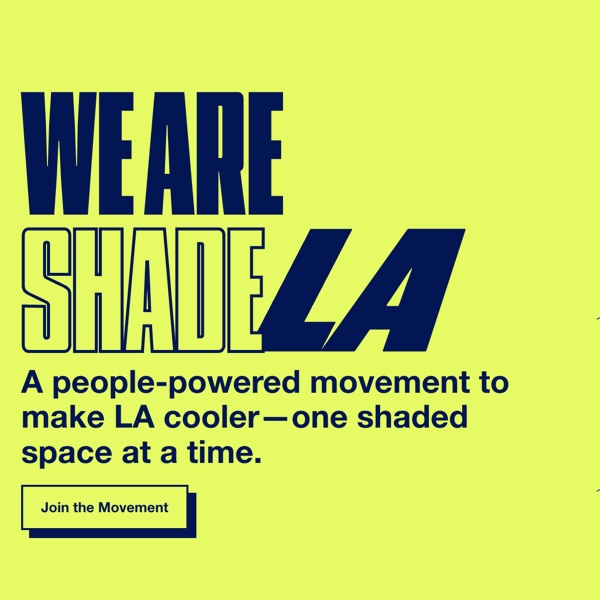 WE ARE
SHADE LA
A people-powered movement to
make LA cooler—one shaded
space at a time.
Join the Movement